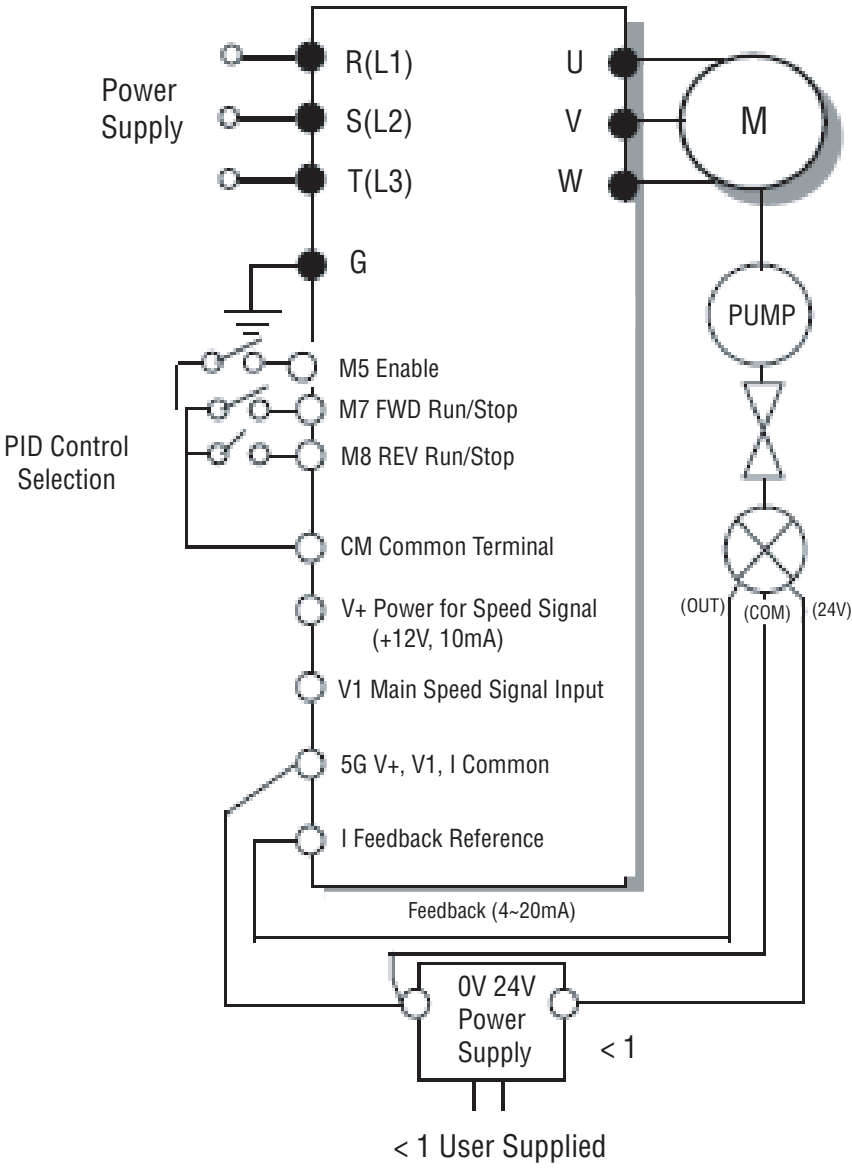 Power
Supply
R(L1)
S(L2)
T(L3)
G
U
V
W
M
PUMP
PID Control
Selection
M5 Enable
M7 FWD Run/Stop
M8 REV Run/Stop
CM Common Terminal
V+ Power for Speed Signal
(+12V, 10mA)
V1 Main Speed Signal Input
5G V+, V1, I Common
I Feedback Reference
(OUT)
(COM)
(24V)
Feedback (4~20mA)
0V 24V
Power
Supply
< 1
< 1 User Supplied